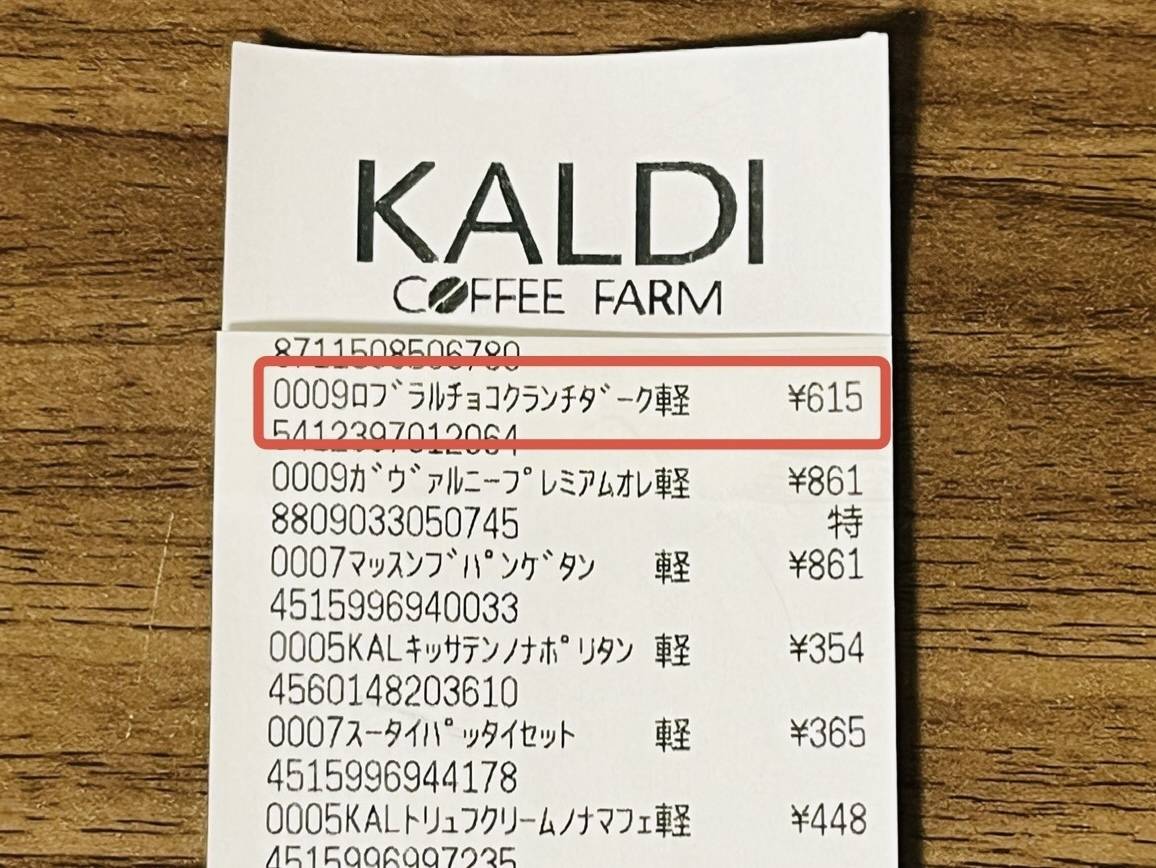 KALDI
COFFEE FARM
8711508506780
0009ﾛﾌﾞﾗﾙﾁｮｺｸﾗﾝﾁﾀﾞｰｸ軽 ¥615
5412397012064
0009ｶﾞｳﾞｧﾙﾆｰﾌﾟﾚﾐｱﾑｵﾚ軽 ¥861
8809033050745 特
0007ﾏｯｽﾝﾌﾞﾊﾟﾝｹﾞﾀﾝ 軽 ¥861
4515996940033
0005KALｷｯｻﾃﾝﾉﾅﾎﾟﾘﾀﾝ 軽 ¥354
4560148203610
0007ｽｰﾀｲﾊﾟｯﾀｲｾｯﾄ 軽 ¥365
4515996944178
0005KALﾄﾘｭﾌｸﾘｰﾑﾉﾅﾏﾌｪ軽 ¥448
4515996997235